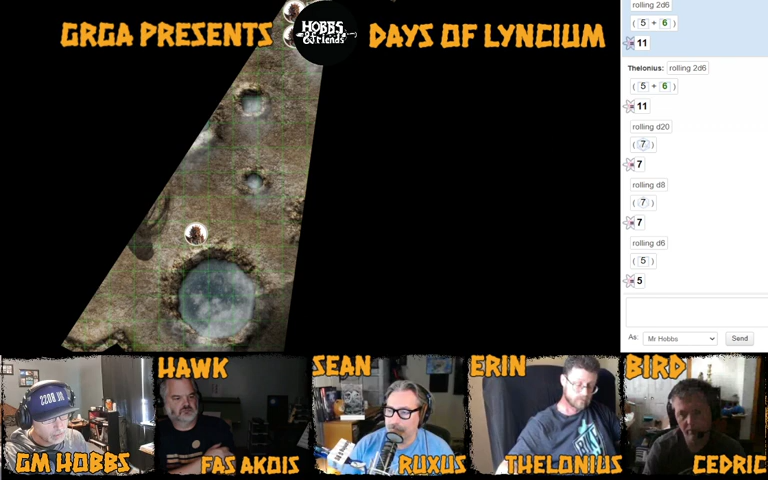 GRGA PRESENTS
HOBBS
& Friends
DAYS OF LYNCIUM
rolling 2d6
( 5 + 6 )
11
Thelonius: rolling 2d6
( 5 + 6 )
11
rolling d20
( 7 )
7
rolling d8
( 7 )
7
rolling d6
( 5 )
5
As: Mr Hobbs Send
HAWK
SEAN
ERIN
BIRD
GM HOBBS
FAS AKOIS
RUXUS
THELONIUS
CEDRIC